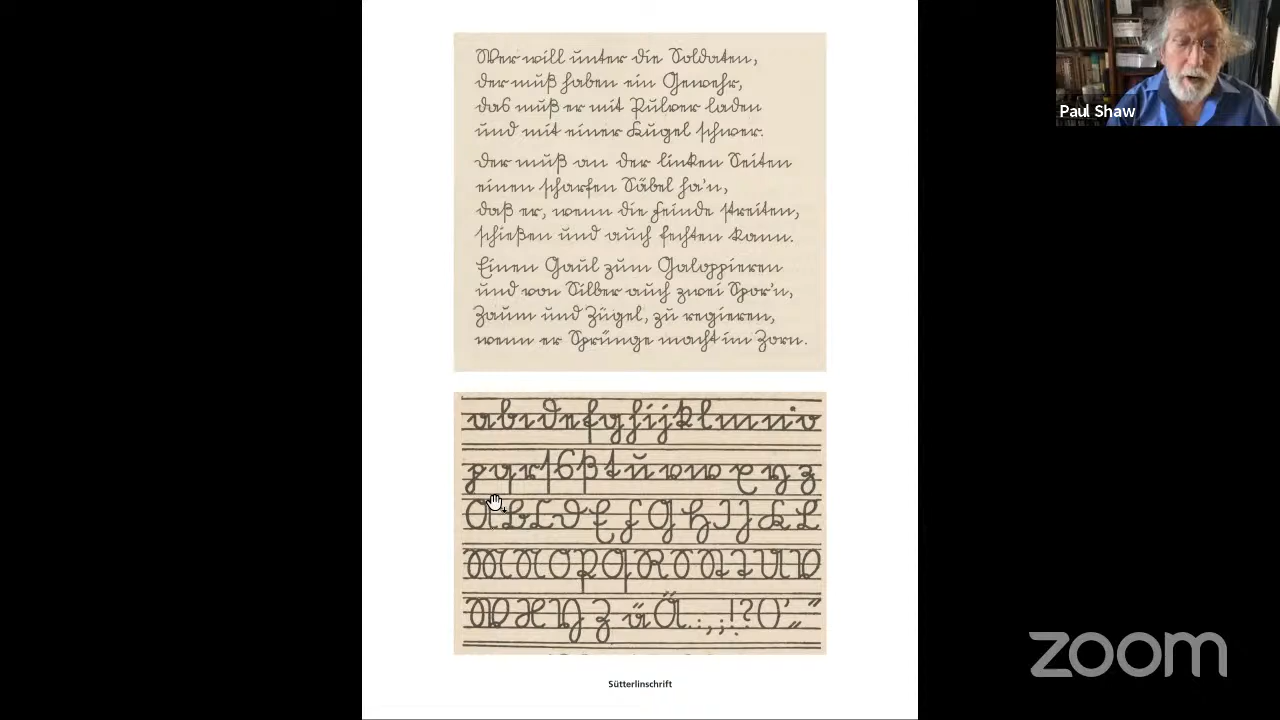 Wer will unter die Soldaten,
der muß haben ein Gewehr,
das muß er mit Pulver laden
und mit einer Kugel schwer.
Der muß an der linken Seiten
einen scharfen Säbel ha'n,
daß er, wenn die Feinde streiten,
schießen und auch fechten kann.
Einen Gaul zum Galoppieren
und von Silber auch zwei Spor'n,
Zaum und Zügel, zu regieren,
wenn er Sprünge macht im Zorn.
a b c d e f g h i j k l m n o
p q r ſ s ß t u v w x y z
A B C D E F G H I J K L
M N O P Q R S St T U V
W X Y Z ü Ä . : , ; ! ? () ' „ “
Sütterlinschrift
Paul Shaw
zoom